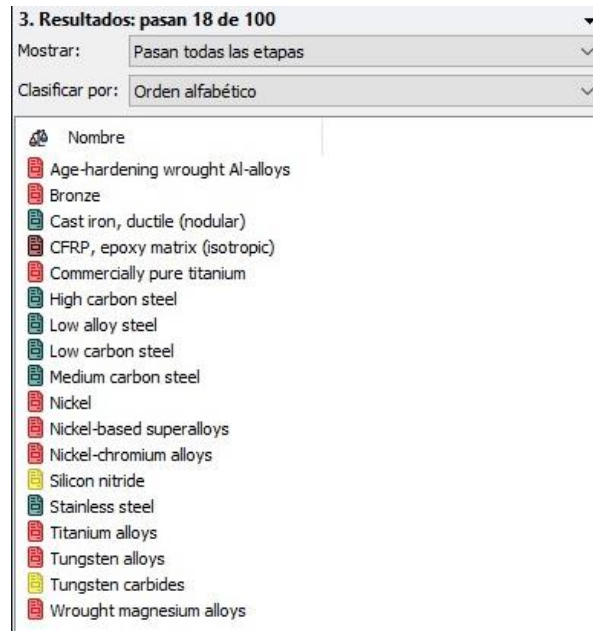 3. Resultados: pasan 18 de 100
Mostrar: Pasan todas las etapas
Clasificar por: Orden alfabético
Nombre
Age-hardening wrought Al-alloys
Bronze
Cast iron, ductile (nodular)
CFRP, epoxy matrix (isotropic)
Commercially pure titanium
High carbon steel
Low alloy steel
Low carbon steel
Medium carbon steel
Nickel
Nickel-based superalloys
Nickel-chromium alloys
Silicon nitride
Stainless steel
Titanium alloys
Tungsten alloys
Tungsten carbides
Wrought magnesium alloys